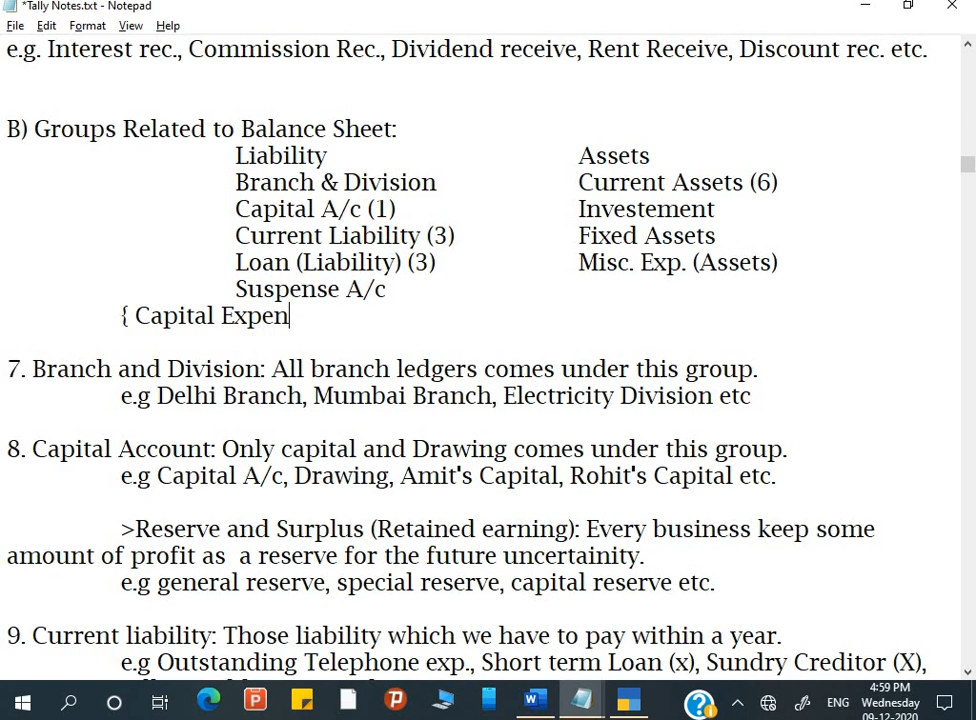 *Tally Notes.txt - Notepad
File Edit Format View Help
e.g. Interest rec., Commission Rec., Dividend receive, Rent Receive, Discount rec. etc.
B) Groups Related to Balance Sheet:
Liability Assets
Branch & Division Current Assets (6)
Capital A/c (1) Investement
Current Liability (3) Fixed Assets
Loan (Liability) (3) Misc. Exp. (Assets)
Suspense A/c
{ Capital Expen
7. Branch and Division: All branch ledgers comes under this group.
e.g Delhi Branch, Mumbai Branch, Electricity Division etc
8. Capital Account: Only capital and Drawing comes under this group.
e.g Capital A/c, Drawing, Amit's Capital, Rohit's Capital etc.
>Reserve and Surplus (Retained earning): Every business keep some
amount of profit as a reserve for the future uncertainity.
e.g general reserve, special reserve, capital reserve etc.
9. Current liability: Those liability which we have to pay within a year.
e.g Outstanding Telephone exp., Short term Loan (x), Sundry Creditor (X),
4:59 PM
ENG Wednesday
09-12-2020